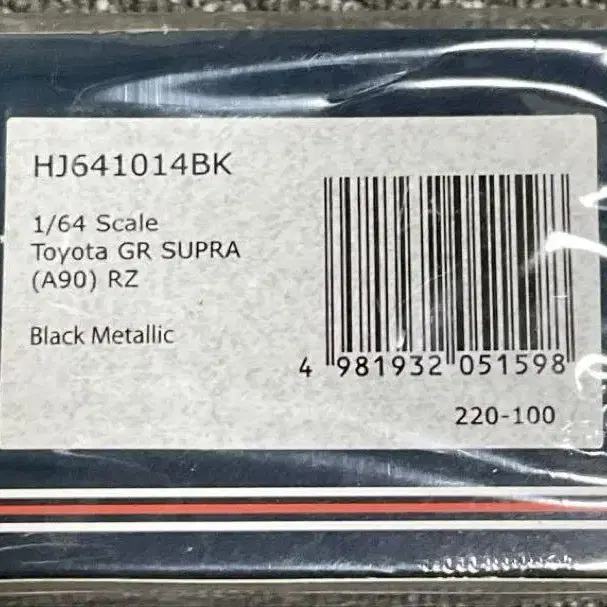 HJ641014BK
1/64 Scale
Toyota GR SUPRA
(A90) RZ
Black Metallic
4 981932 051598
220-100